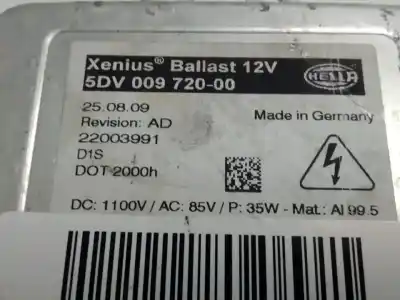 Xenius® Ballast 12V
5DV 009 720-00
HELLA
25.08.09
Made in Germany
Revision: AD
22003991
D1S
DOT 2000h
DC: 1100V / AC: 85V / P: 35W - Mat.: Al 99.5